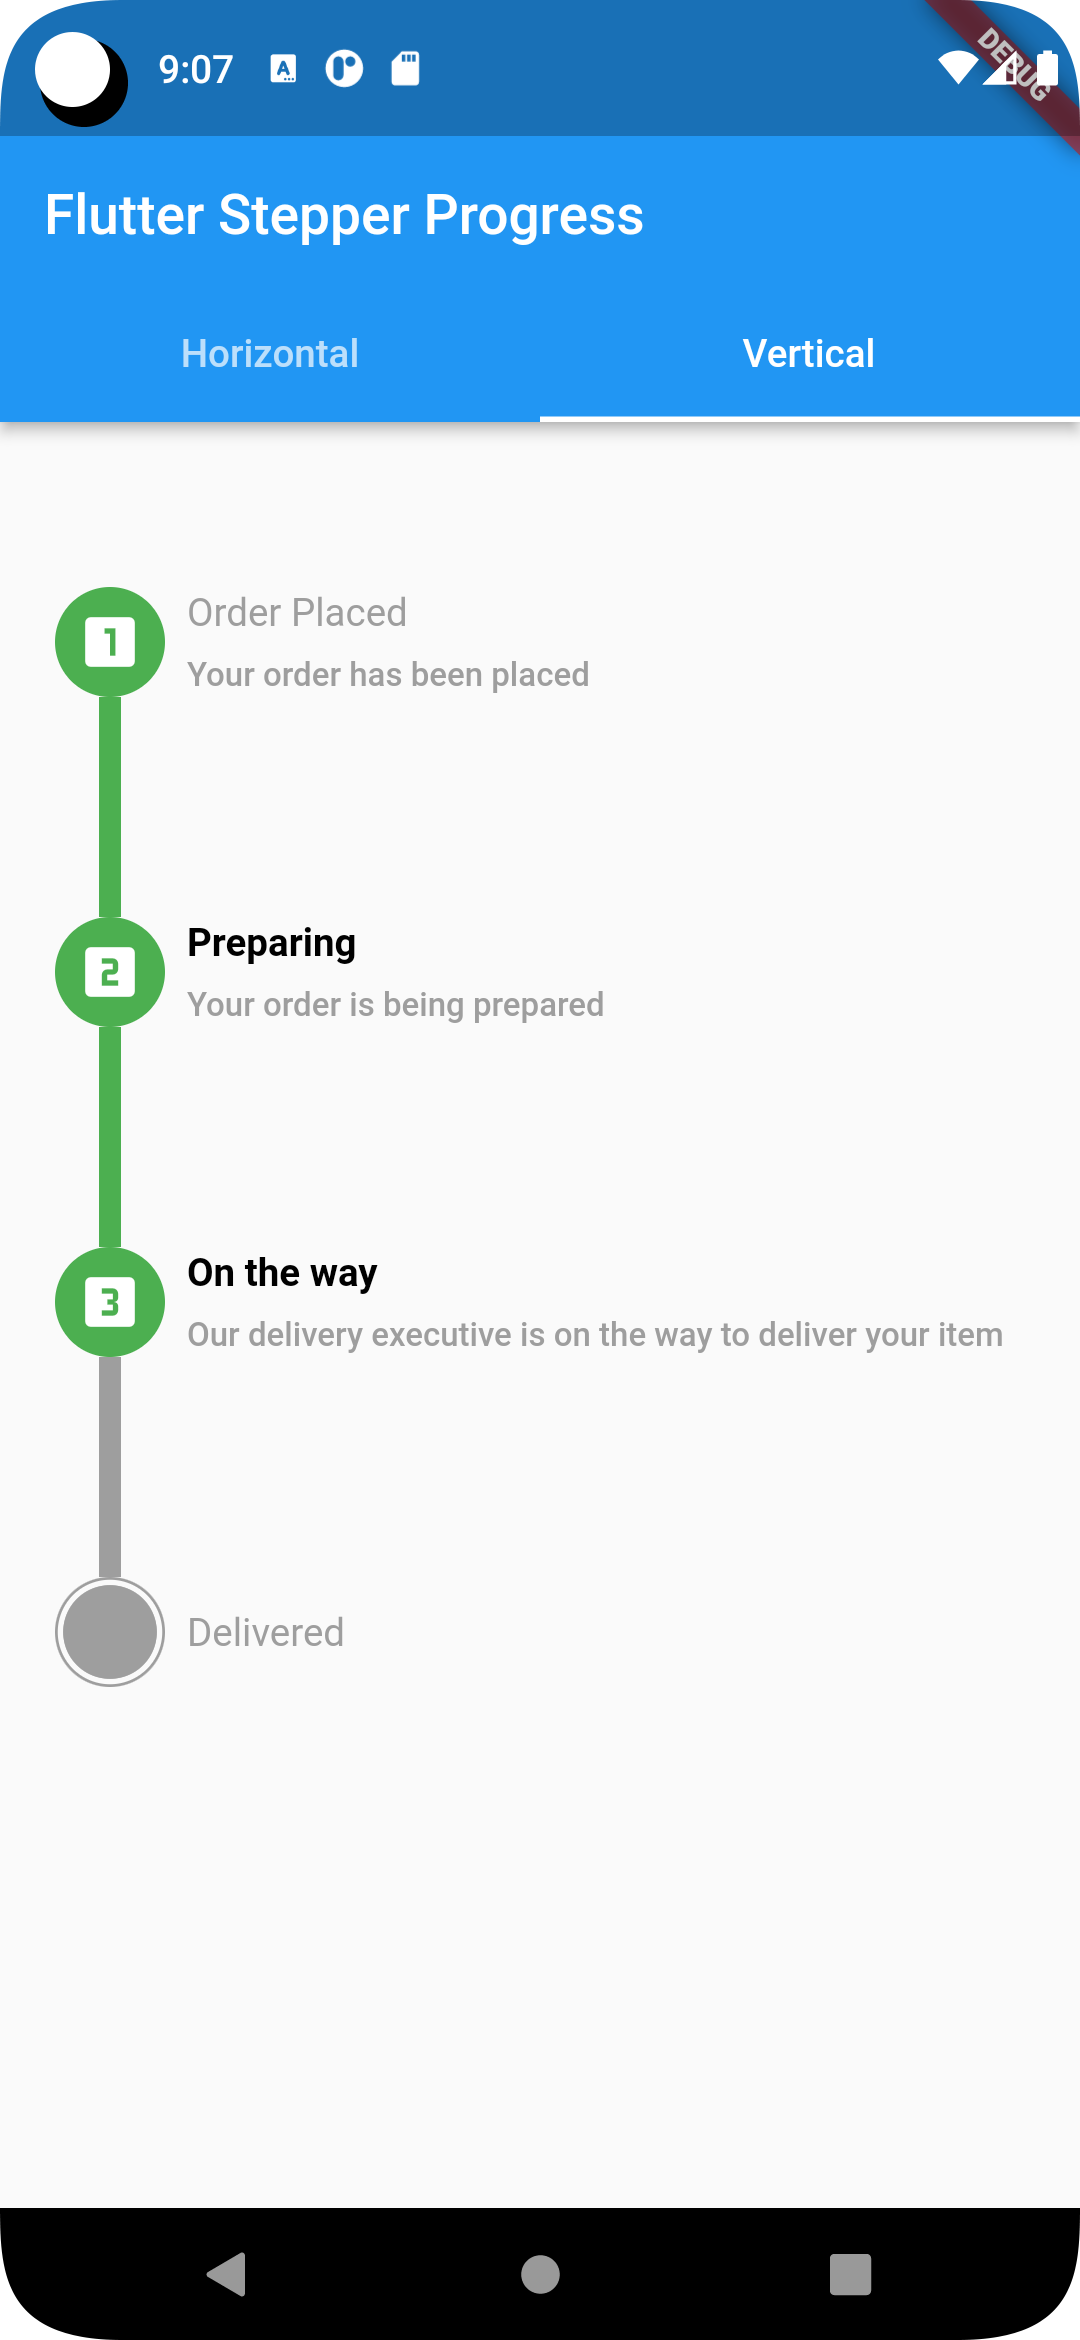 9:07
DEBUG
Flutter Stepper Progress
Horizontal
Vertical
1
Order Placed
Your order has been placed
2
Preparing
Your order is being prepared
3
On the way
Our delivery executive is on the way to deliver your item
Delivered